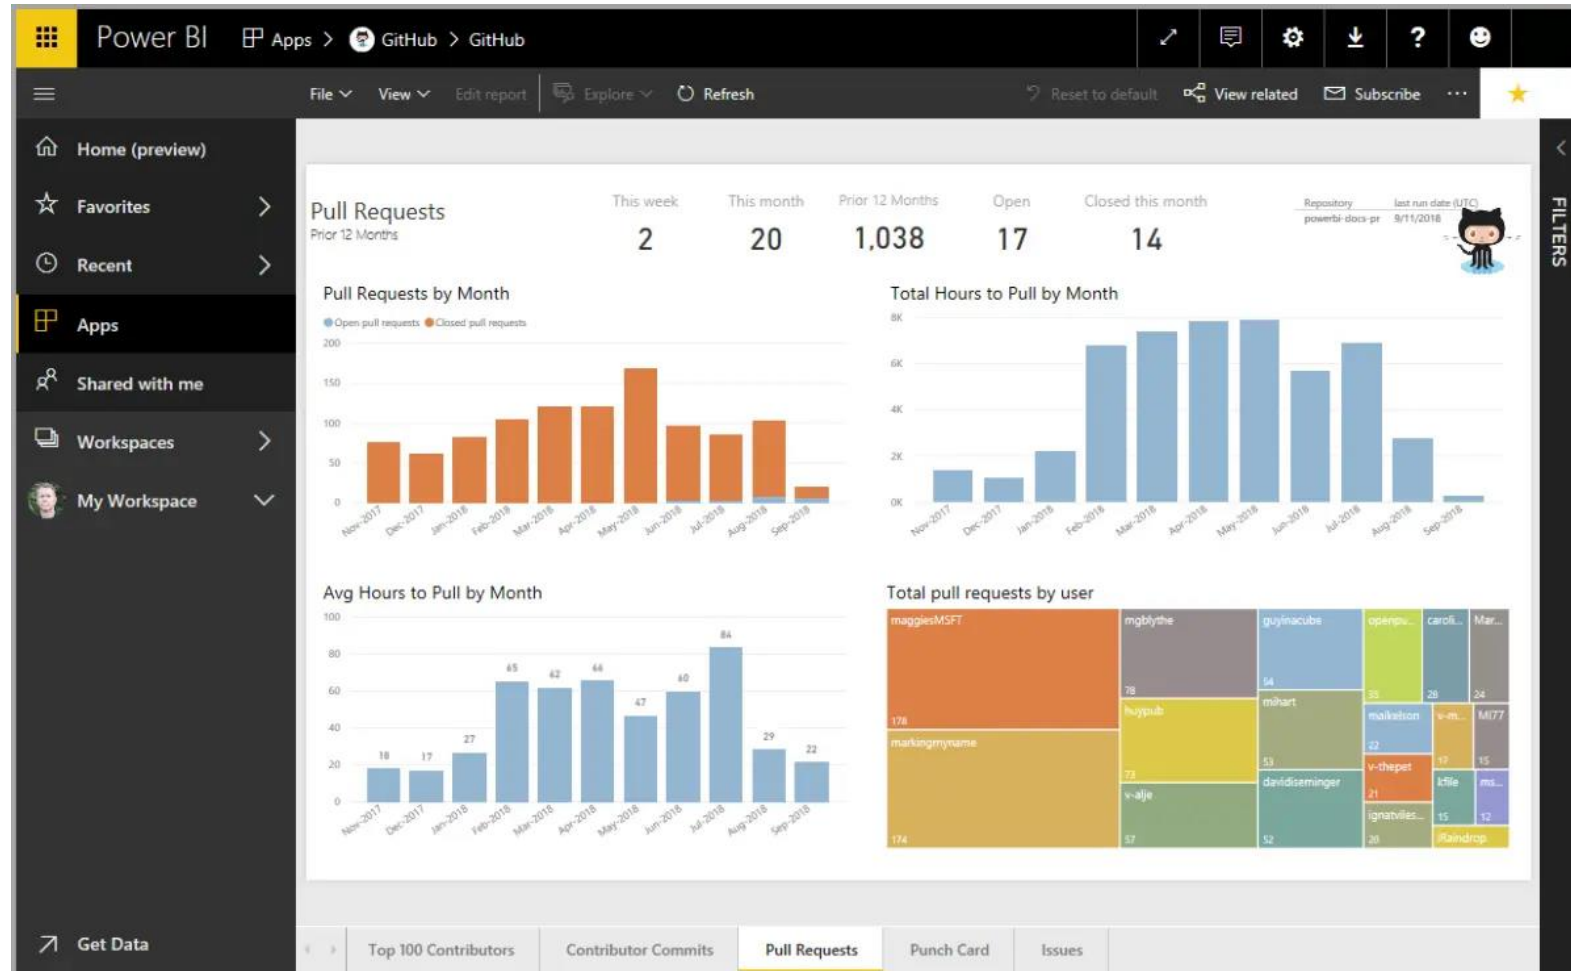 Power BI Apps > GitHub > GitHub
File View Edit report Explore Refresh Reset to default View related Subscribe ...
Home (preview)
Favorites
Recent
Apps
Shared with me
Workspaces
My Workspace
Get Data
FILTERS
Pull Requests
Prior 12 Months
This week This month Prior 12 Months Open Closed this month
2 20 1,038 17 14
Repository last run date (UTC)
powerbi-docs-pr 9/11/2018
Pull Requests by Month
Open pull requests Closed pull requests
200
150
100
50
0
Nov-2017 Dec-2017 Jan-2018 Feb-2018 Mar-2018 Apr-2018 May-2018 Jun-2018 Jul-2018 Aug-2018 Sep-2018
Total Hours to Pull by Month
8K
6K
4K
2K
0K
Nov-2017 Dec-2017 Jan-2018 Feb-2018 Mar-2018 Apr-2018 May-2018 Jun-2018 Jul-2018 Aug-2018 Sep-2018
Avg Hours to Pull by Month
100
80
60
40
20
0
18 17 27 65 62 66 47 60 84 29 22
Nov-2017 Dec-2017 Jan-2018 Feb-2018 Mar-2018 Apr-2018 May-2018 Jun-2018 Jul-2018 Aug-2018 Sep-2018
Total pull requests by user
maggiesMSFT
178
markingmyname
174
mgblythe
78
huypub
73
v-alje
57
guyinacube
54
mihart
53
davidiseminger
52
openpu...
35
caroli...
28
Mar...
24
maikelson
22
v-thepet
21
ignatviles...
20
v-m...
17
MI77
15
kfile
15
ms...
12
iRaindrop
Top 100 Contributors Contributor Commits Pull Requests Punch Card Issues